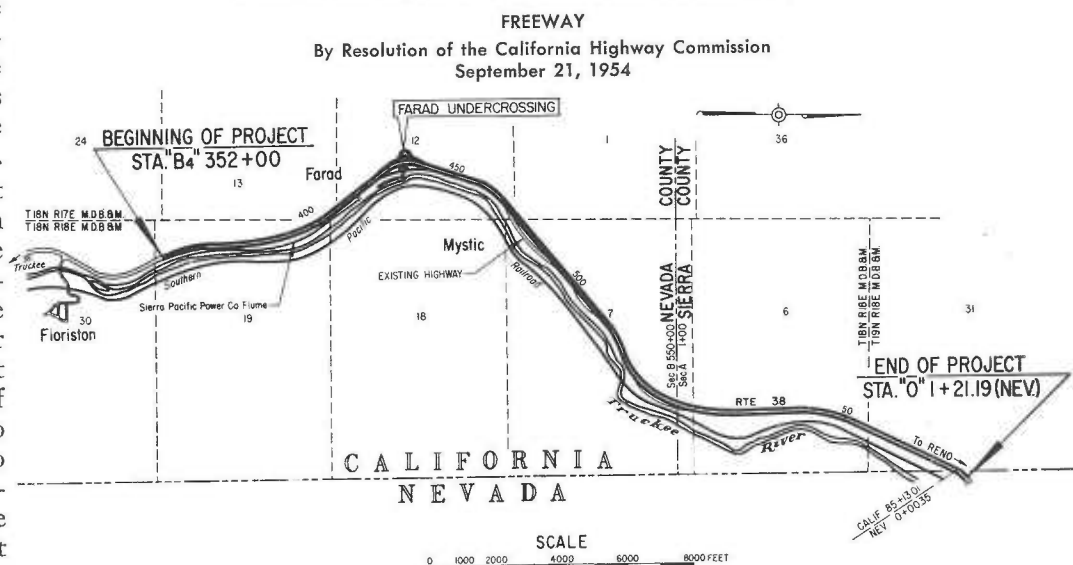 FREEWAY
By Resolution of the California Highway Commission
September 21, 1954
FARAD UNDERCROSSING
24
BEGINNING OF PROJECT
STA."B4" 352+00
12
1
36
13
Farad
450
COUNTY
COUNTY
T18N R17E M.D.B.&M.
T18N R18E M.D.B.&M.
400
Pacific
Mystic
EXISTING HIGHWAY
Truckee
Southern
Railroad
500
NEVADA
SIERRA
Sierra Pacific Power Co Flume
30
19
18
7
6
31
Floriston
Sec B 550+00
Sec A 1+00
T18N R18E M.D.B.&M.
T19N R18E M.D.B.&M.
END OF PROJECT
STA."0" 1+21.19 (NEV.)
RTE 38
50
Truckee
River
To RENO
CALIFORNIA
NEVADA
CALIF 85+13.01
NEV 0+00.35
SCALE
0 1000 2000 4000 6000 8000 FEET